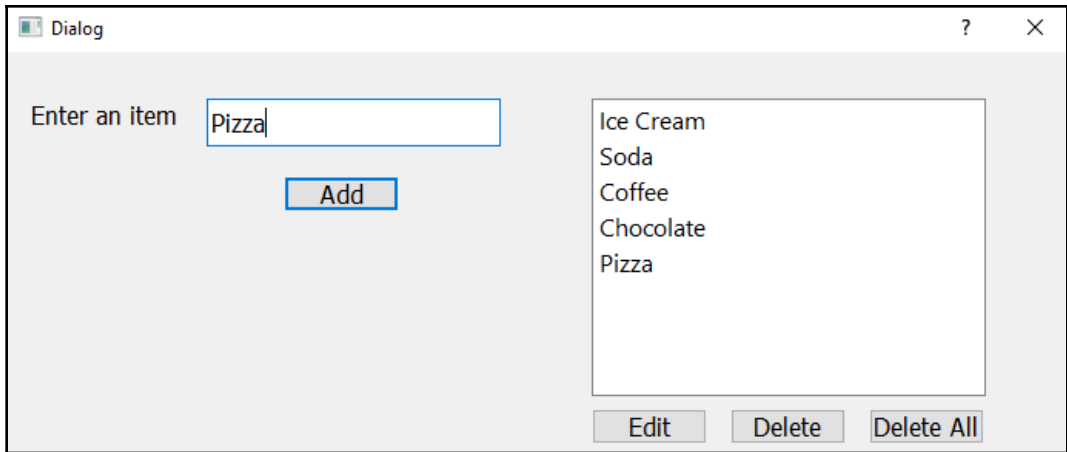 Dialog
?
Enter an item
Pizza
Add
Ice Cream
Soda
Coffee
Chocolate
Pizza
Edit
Delete
Delete All